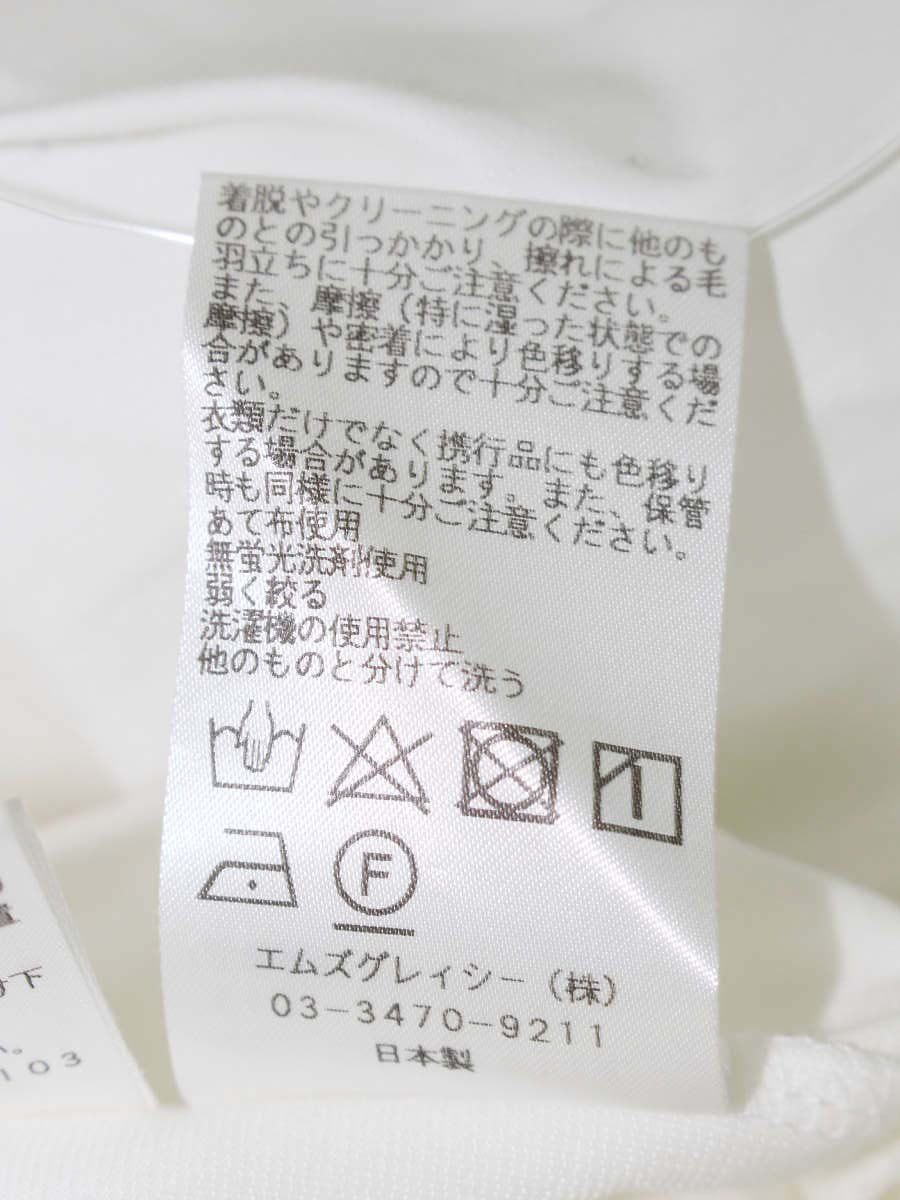 着脱やクリーニングの際に他のも
のとの引っかかり、擦れによる毛
羽立ちに十分ご注意ください。
また、摩擦（特に湿った状態での
摩擦）や密着により色移りする場
合がありますので十分ご注意くだ
さい。
衣類だけでなく携行品にも色移り
する場合があります。また、保管
時も同様に十分ご注意ください。
あて布使用
無蛍光洗剤使用
弱く絞る
洗濯機の使用禁止
他のものと分けて洗う
F
エムズグレイシー（株）
03-3470-9211
日本製
下
103